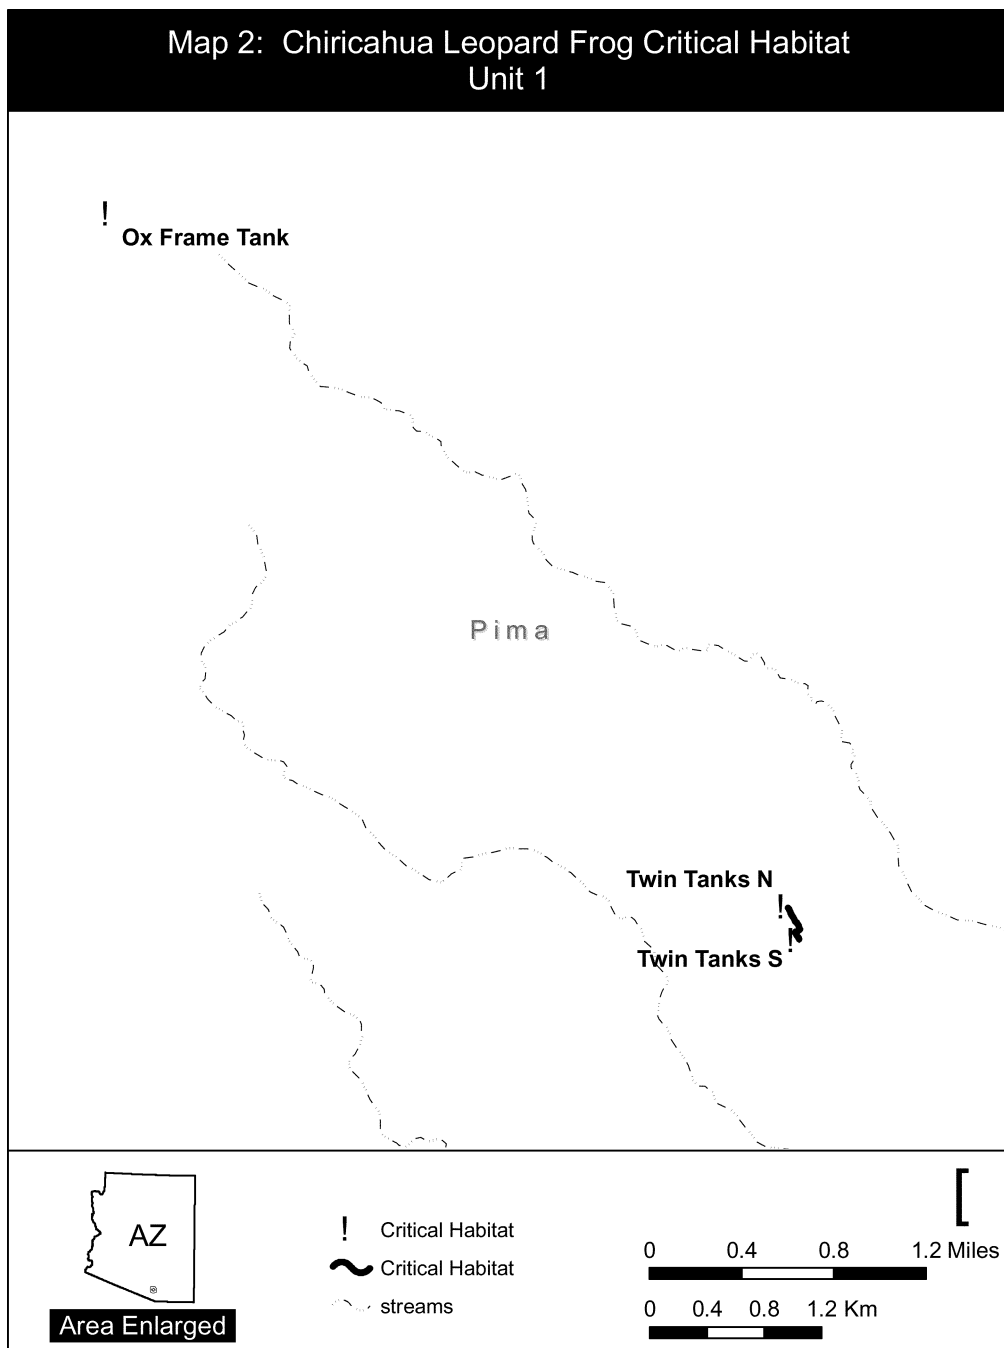 Map 2: Chiricahua Leopard Frog Critical Habitat
Unit 1
!
Ox Frame Tank
Pima
Twin Tanks N
!
!
Twin Tanks S
AZ
Area Enlarged
! Critical Habitat
Critical Habitat
streams
[
0 0.4 0.8 1.2 Miles
0 0.4 0.8 1.2 Km